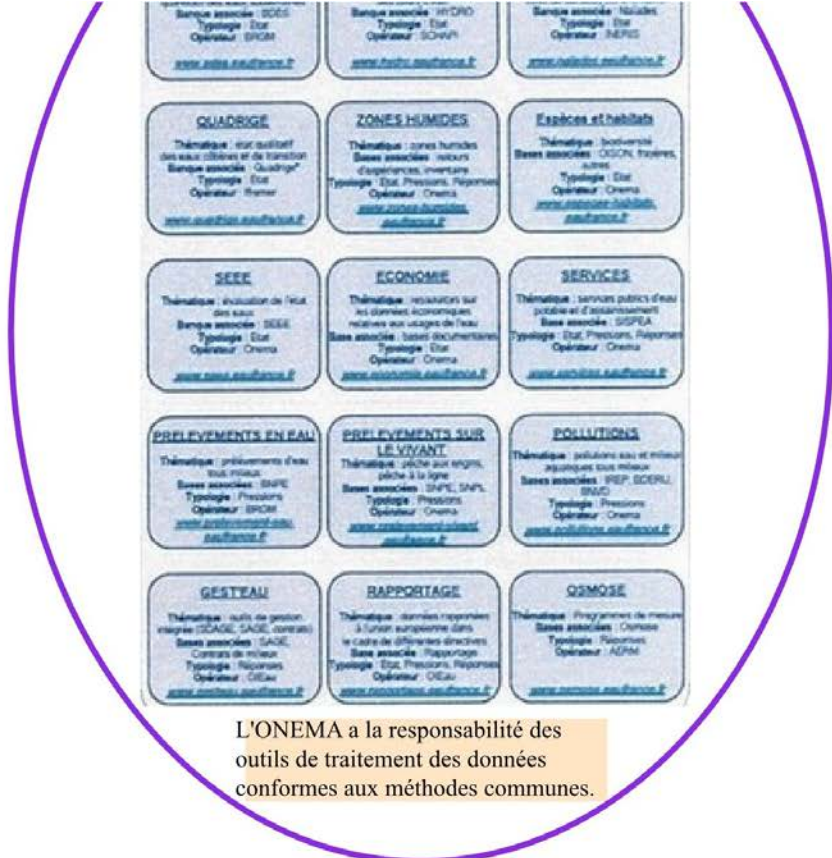 Banque associée : BDES
Banque associée : HYDRO
Banque associée : Naïades
Typologie : Etat
Typologie : Etat
Typologie : Etat
Opérateur : BRGM
Opérateur : SCHAPI
Opérateur : INERIS
www.ades.eaufrance.fr
www.hydro.eaufrance.fr
www.naiades.eaufrance.fr
QUADRIGE
Thématique : état qualitatif
des eaux côtières et de transition
Banque associée : Quadrige²
Typologie : Etat
Opérateur : Ifremer
www.quadrige.eaufrance.fr
ZONES HUMIDES
Thématique : zones humides
Bases associées : retours
d'expériences, inventaire
Typologie : Etat, Pressions, Réponses
Opérateur : Onema
www.zones-humides.
eaufrance.fr
Espèces et habitats
Thématique : biodiversité
Bases associées : OISON, frayères,
autres
Typologie : Etat
Opérateur : Onema
www.especes-habitats.
eaufrance.fr
SEEE
Thématique : évaluation de l'état
des eaux
Banque associée : SEEE
Typologie : Etat
Opérateur : Onema
www.seee.eaufrance.fr
ECONOMIE
Thématique : ressources sur
les données économiques
relatives aux usages de l'eau
Base associée : bases documentaires
Typologie : Etat
Opérateur : Onema
www.economie.eaufrance.fr
SERVICES
Thématique : services publics d'eau
potable et d'assainissement
Base associée : SISPEA
Typologie : Etat, Pressions, Réponses
Opérateur : Onema
www.services.eaufrance.fr
PRELEVEMENTS EN EAU
Thématique : prélèvements d'eau
tous milieux
Bases associées : BNPE
Typologie : Pressions
Opérateur : BRGM
www.prelevement-eau.
eaufrance.fr
PRELEVEMENTS SUR
LE VIVANT
Thématique : pêche aux engins,
pêche à la ligne
Bases associées : SNPE, SNPL
Typologie : Pressions
Opérateur : Onema
www.prelevement-vivant.
eaufrance.fr
POLLUTIONS
Thématique : pollutions eau et milieux
aquatiques tous milieux
Bases associées : IREP, BDERU,
BNVD
Typologie : Pressions
Opérateur : Onema
www.pollutions.eaufrance.fr
GEST'EAU
Thématique : outils de gestion
intégrée (SDAGE, SAGE, contrats)
Bases associées : SAGE,
Contrats de milieux
Typologie : Réponses
Opérateur : OIEau
www.gesteau.eaufrance.fr
RAPPORTAGE
Thématique : données rapportées
à l'union européenne dans
le cadre de différentes directives
Base associée : Rapportage
Typologie : Etat, Pressions, Réponses
Opérateur : OIEau
www.rapportage.eaufrance.fr
OSMOSE
Thématique : Programmes de mesure
Bases associées : Osmose
Typologie : Réponses
Opérateur : AERM
www.osmose.eaufrance.fr
L'ONEMA a la responsabilité des
outils de traitement des données
conformes aux méthodes communes.